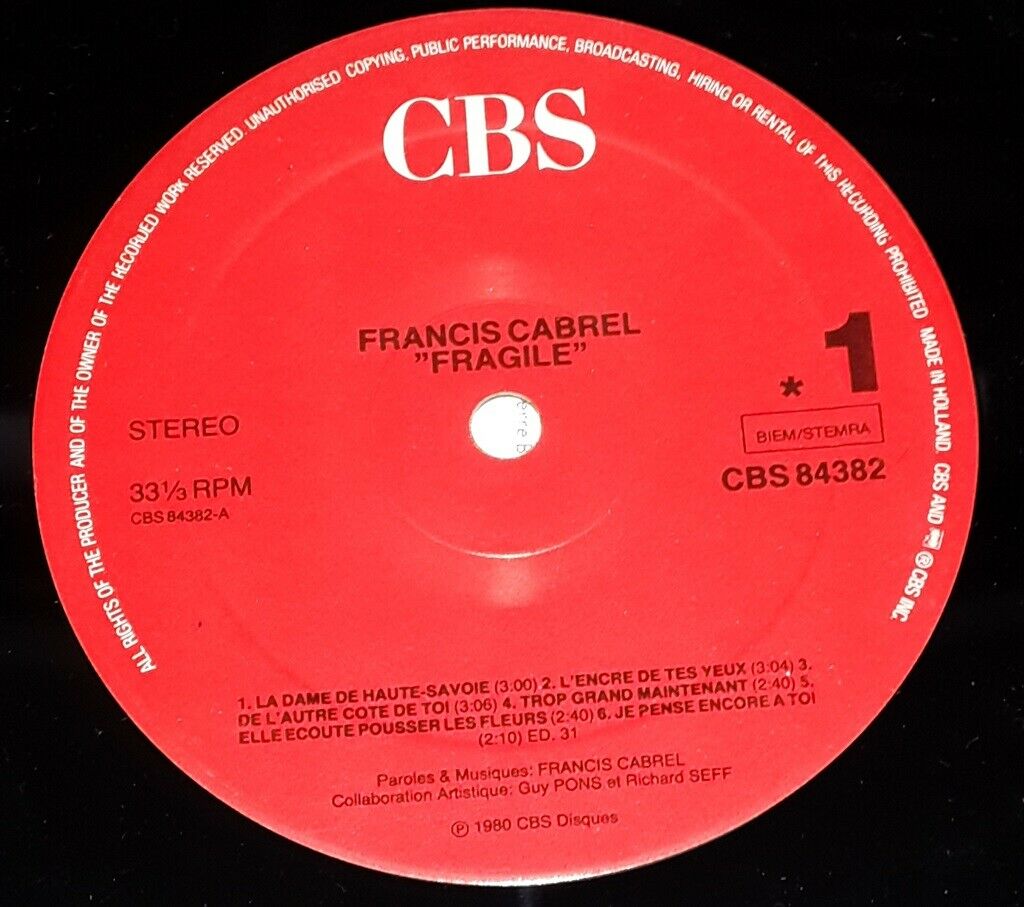 ALL RIGHTS OF THE PRODUCER AND OF THE OWNER OF THE RECORDED WORK RESERVED. UNAUTHORISED COPYING, PUBLIC PERFORMANCE, BROADCASTING, HIRING OR RENTAL OF THIS RECORDING PROHIBITED MADE IN HOLLAND. CBS AND ℗ CBS INC.
CBS
FRANCIS CABREL
"FRAGILE"
* 1
STEREO
BIEM/STEMRA
33⅓ RPM
CBS 84382-A
CBS 84382
1. LA DAME DE HAUTE-SAVOIE (3:00) 2. L'ENCRE DE TES YEUX (3:04) 3.
DE L'AUTRE COTE DE TOI (3:06) 4. TROP GRAND MAINTENANT (2:40) 5.
ELLE ECOUTE POUSSER LES FLEURS (2:40) 6. JE PENSE ENCORE A TOI
(2:10) ED. 31
Paroles & Musiques: FRANCIS CABREL
Collaboration Artistique: Guy PONS et Richard SEFF
℗ 1980 CBS Disques